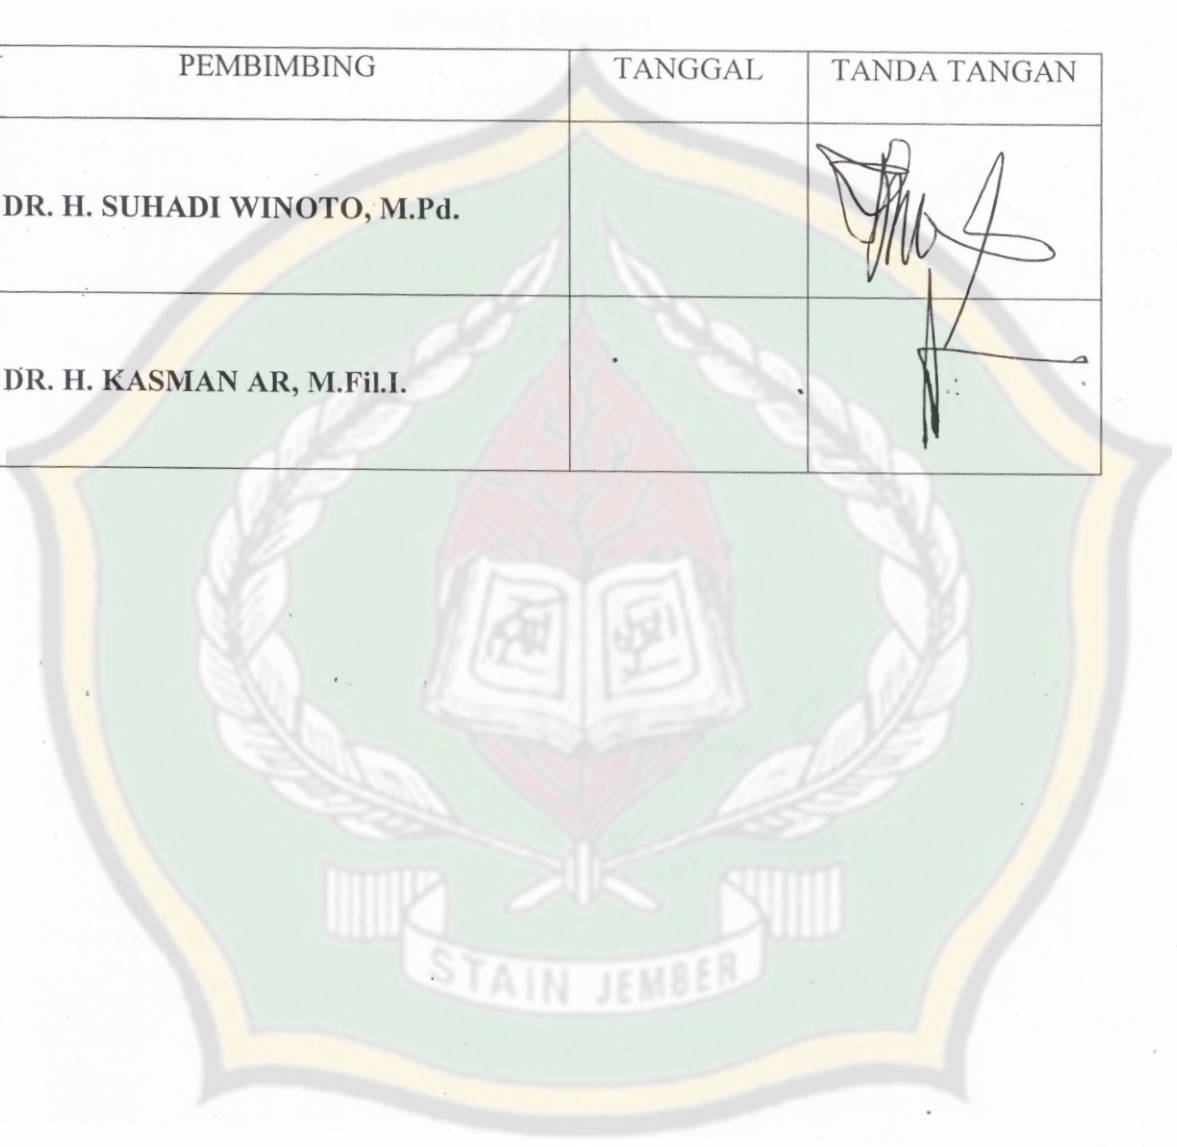 PEMBIMBING TANGGAL TANDA TANGAN
DR. H. SUHADI WINOTO, M.Pd.
DR. H. KASMAN AR, M.Fil.I.
STAIN JEMBER